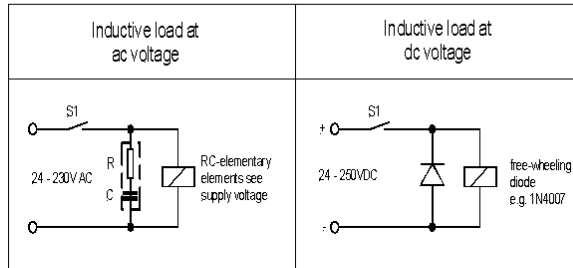 Inductive load at
ac voltage
Inductive load at
dc voltage
S1
R
C
24 - 230V AC
RC-elementary
elements see
supply voltage
S1
+
24 - 250VDC
-
free-wheeling
diode
e.g. 1N4007